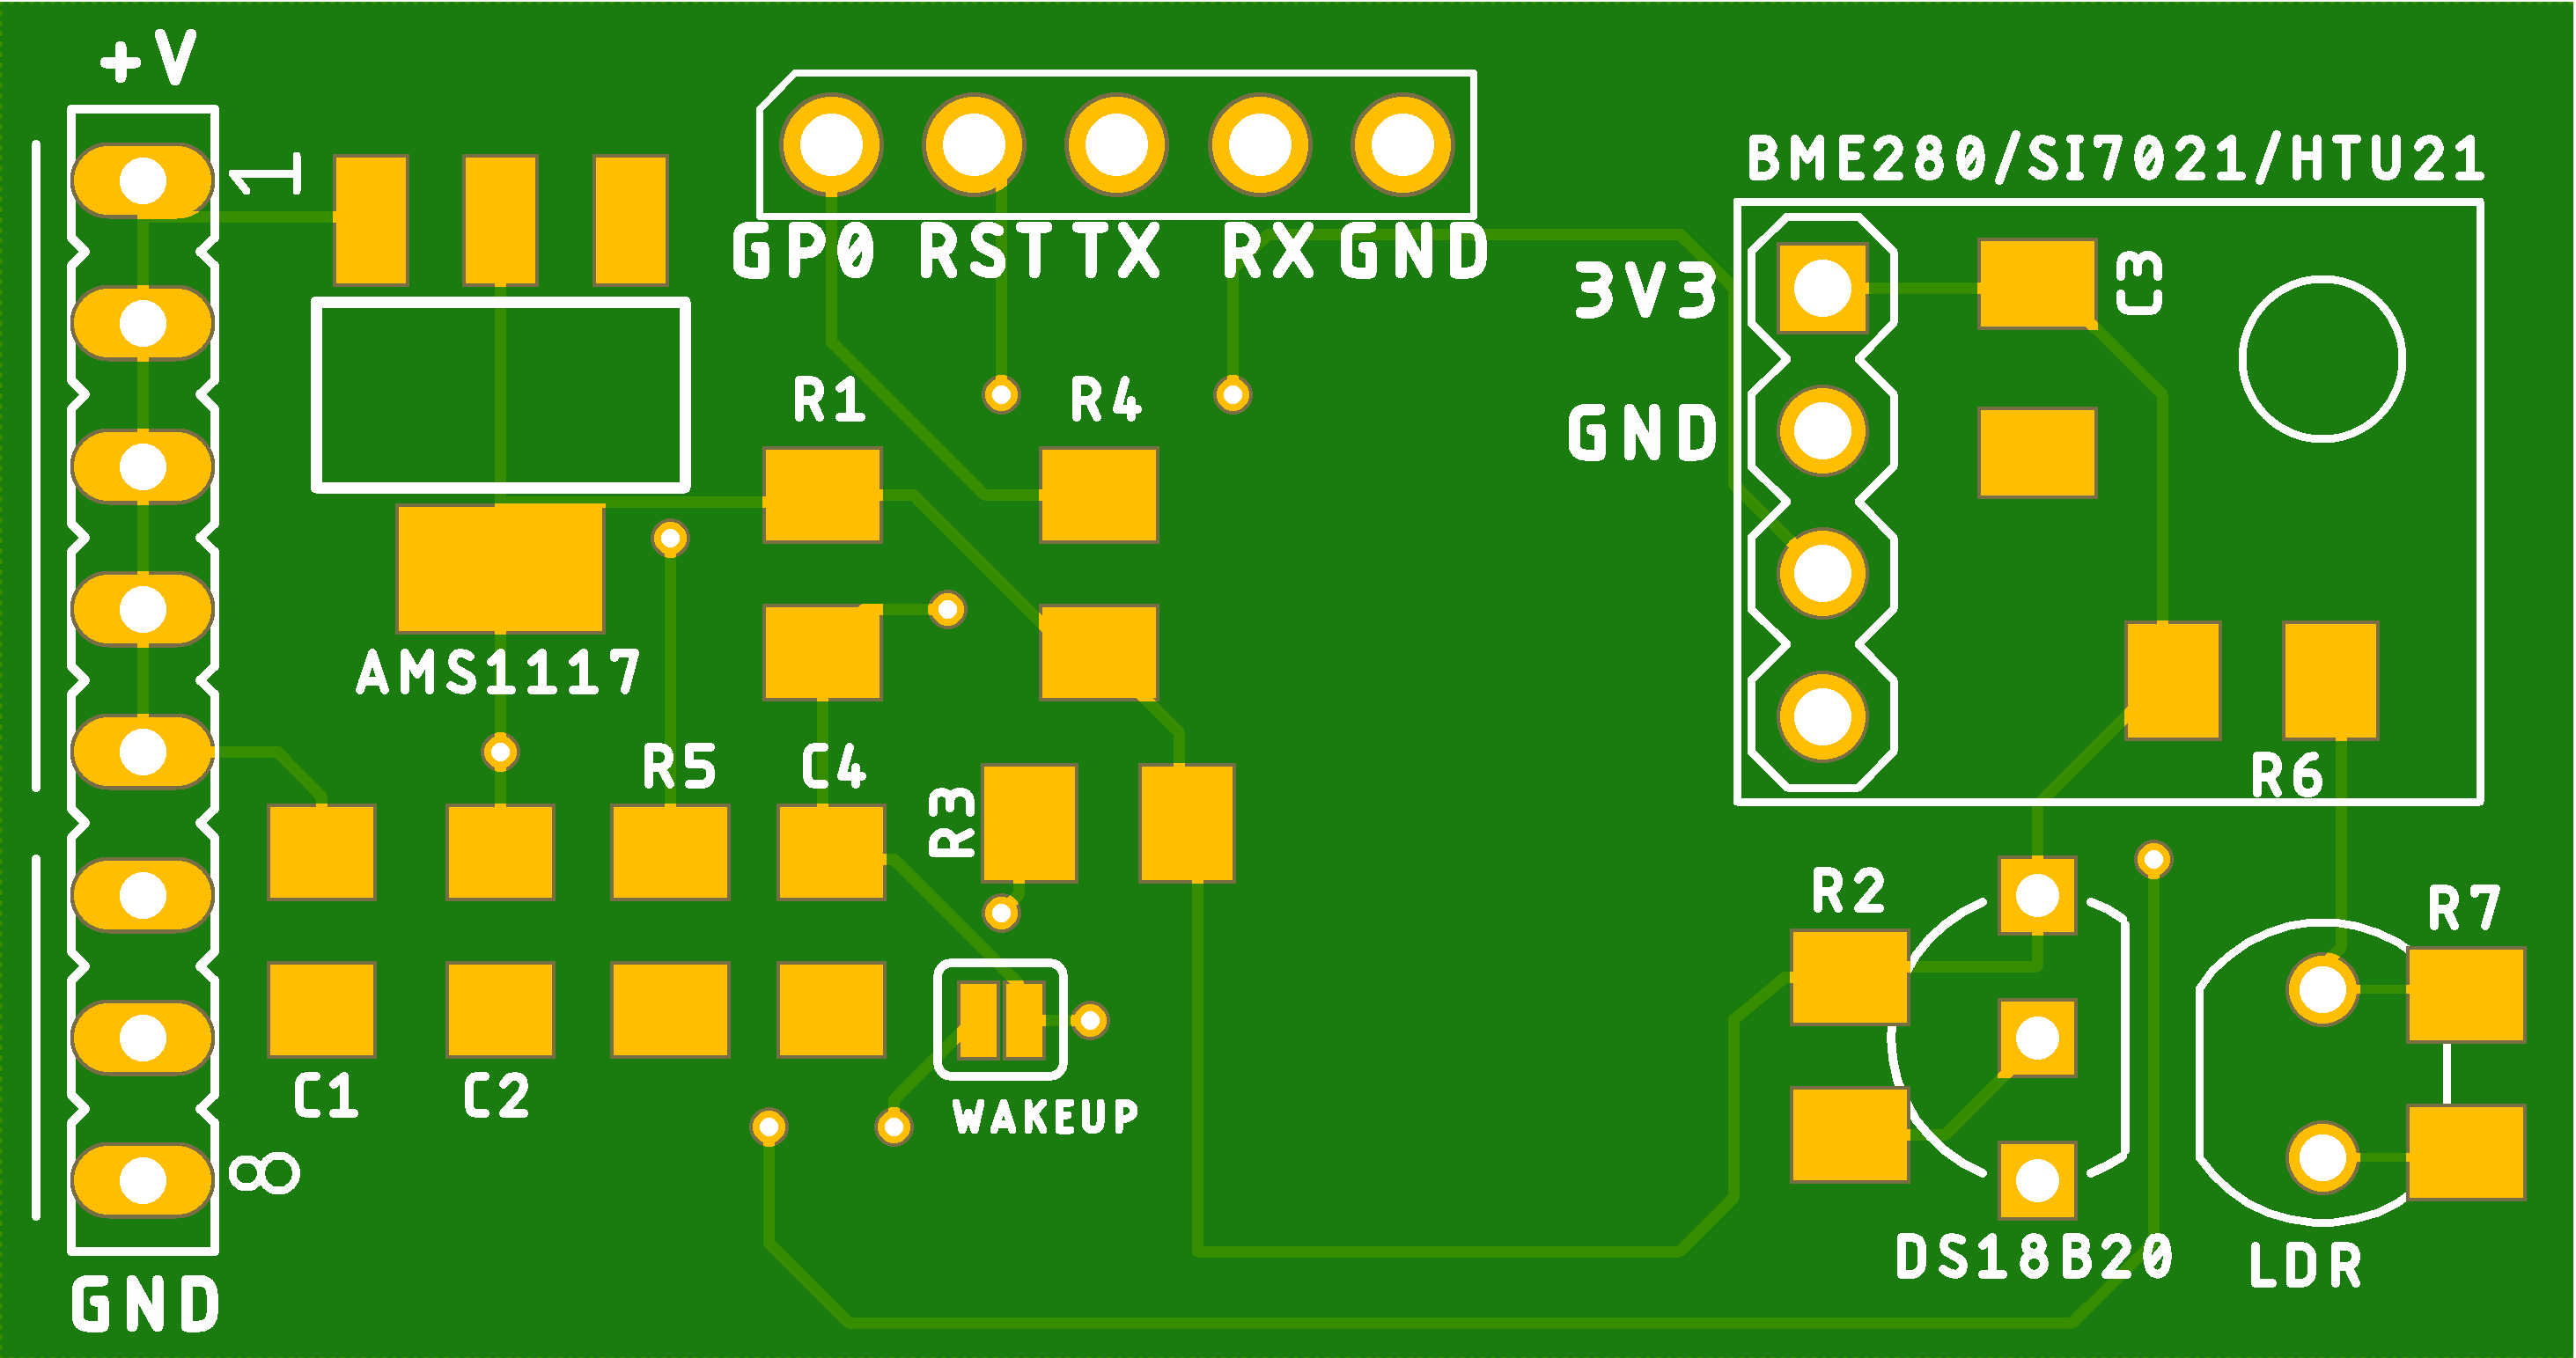 +V
1
GP0 RST TX RX GND
BME280/SI7021/HTU21
3V3
C3
GND
R1
R4
AMS1117
R5
C4
R3
R6
R2
R7
C1
C2
WAKEUP
8
DS18B20
LDR
GND